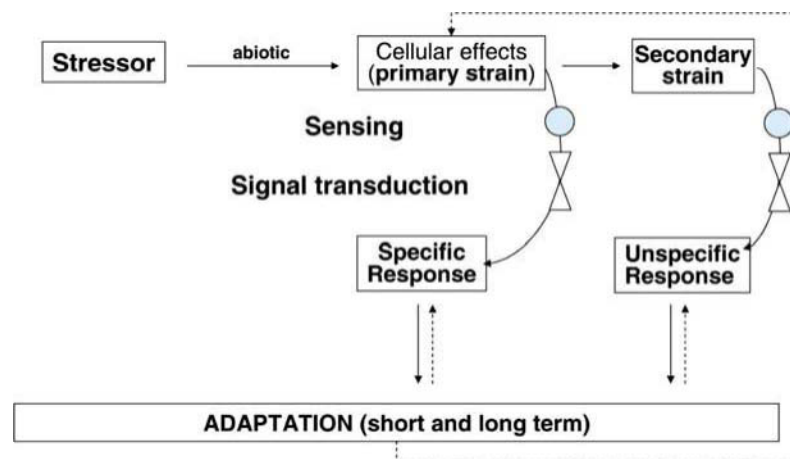 Stressor
abiotic
Cellular effects
(primary strain)
Secondary
strain
Sensing
Signal transduction
Specific
Response
Unspecific
Response
ADAPTATION (short and long term)